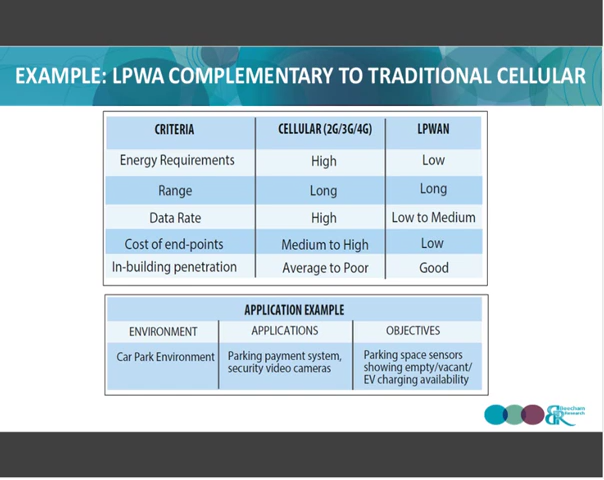 EXAMPLE: LPWA COMPLEMENTARY TO TRADITIONAL CELLULAR
CRITERIA CELLULAR (2G/3G/4G) LPWAN
Energy Requirements High Low
Range Long Long
Data Rate High Low to Medium
Cost of end-points Medium to High Low
In-building penetration Average to Poor Good
APPLICATION EXAMPLE
ENVIRONMENT APPLICATIONS OBJECTIVES
Car Park Environment Parking payment system, Parking space sensors
security video cameras showing empty/vacant/
EV charging availability
Beecham
Research